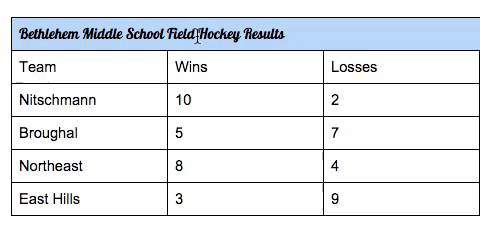 Bethlehem Middle School Field Hockey Results
Team Wins Losses
Nitschmann 10 2
Broughal 5 7
Northeast 8 4
East Hills 3 9